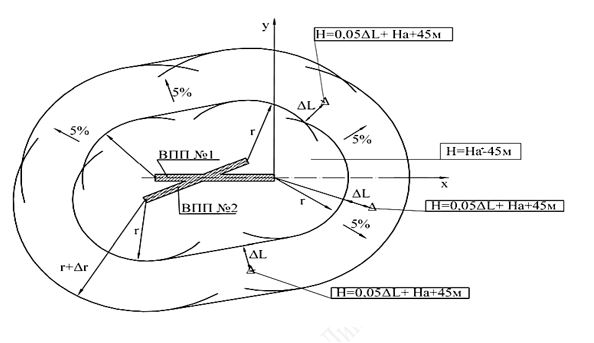 y
H=0,05ΔL+ Ha+45м
5%
ΔL
Δ
5%
r
5%
ВПП №1
H=Ha-45м
x
ΔL
Δ
r
H=0,05ΔL+ Ha+45м
ВПП №2
r
5%
ΔL
Δ
r+Δr
H=0,05ΔL+ Ha+45м